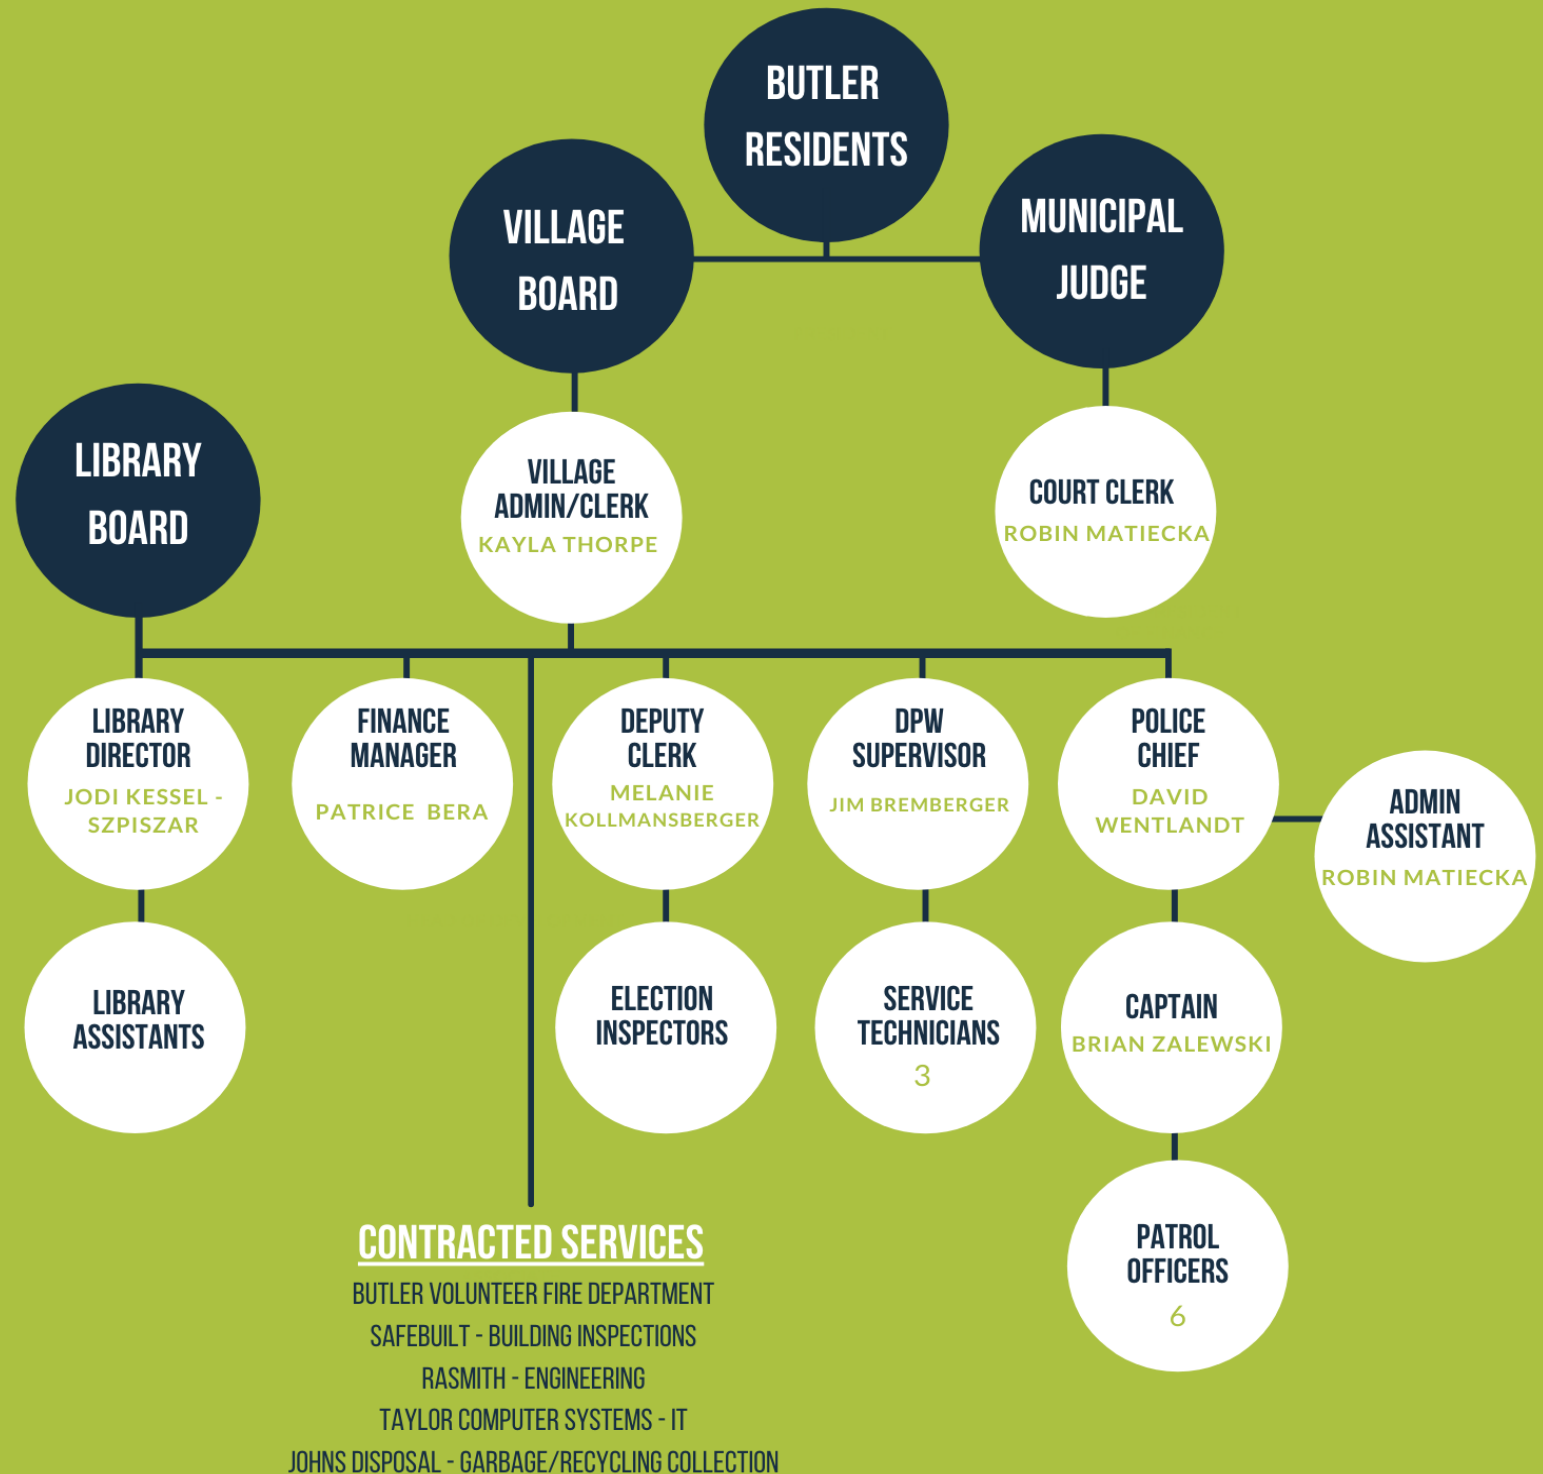 BUTLER
RESIDENTS
VILLAGE
BOARD
MUNICIPAL
JUDGE
LIBRARY
BOARD
VILLAGE
ADMIN/CLERK
KAYLA THORPE
COURT CLERK
ROBIN MATIECKA
LIBRARY
DIRECTOR
JODI KESSEL -
SZPISZAR
FINANCE
MANAGER
PATRICE BERA
DEPUTY
CLERK
MELANIE
KOLLMANSBERGER
DPW
SUPERVISOR
JIM BREMBERGER
POLICE
CHIEF
DAVID
WENTLANDT
ADMIN
ASSISTANT
ROBIN MATIECKA
LIBRARY
ASSISTANTS
ELECTION
INSPECTORS
SERVICE
TECHNICIANS
3
CAPTAIN
BRIAN ZALEWSKI
PATROL
OFFICERS
6
CONTRACTED SERVICES
BUTLER VOLUNTEER FIRE DEPARTMENT
SAFEBUILT - BUILDING INSPECTIONS
RASMITH - ENGINEERING
TAYLOR COMPUTER SYSTEMS - IT
JOHNS DISPOSAL - GARBAGE/RECYCLING COLLECTION